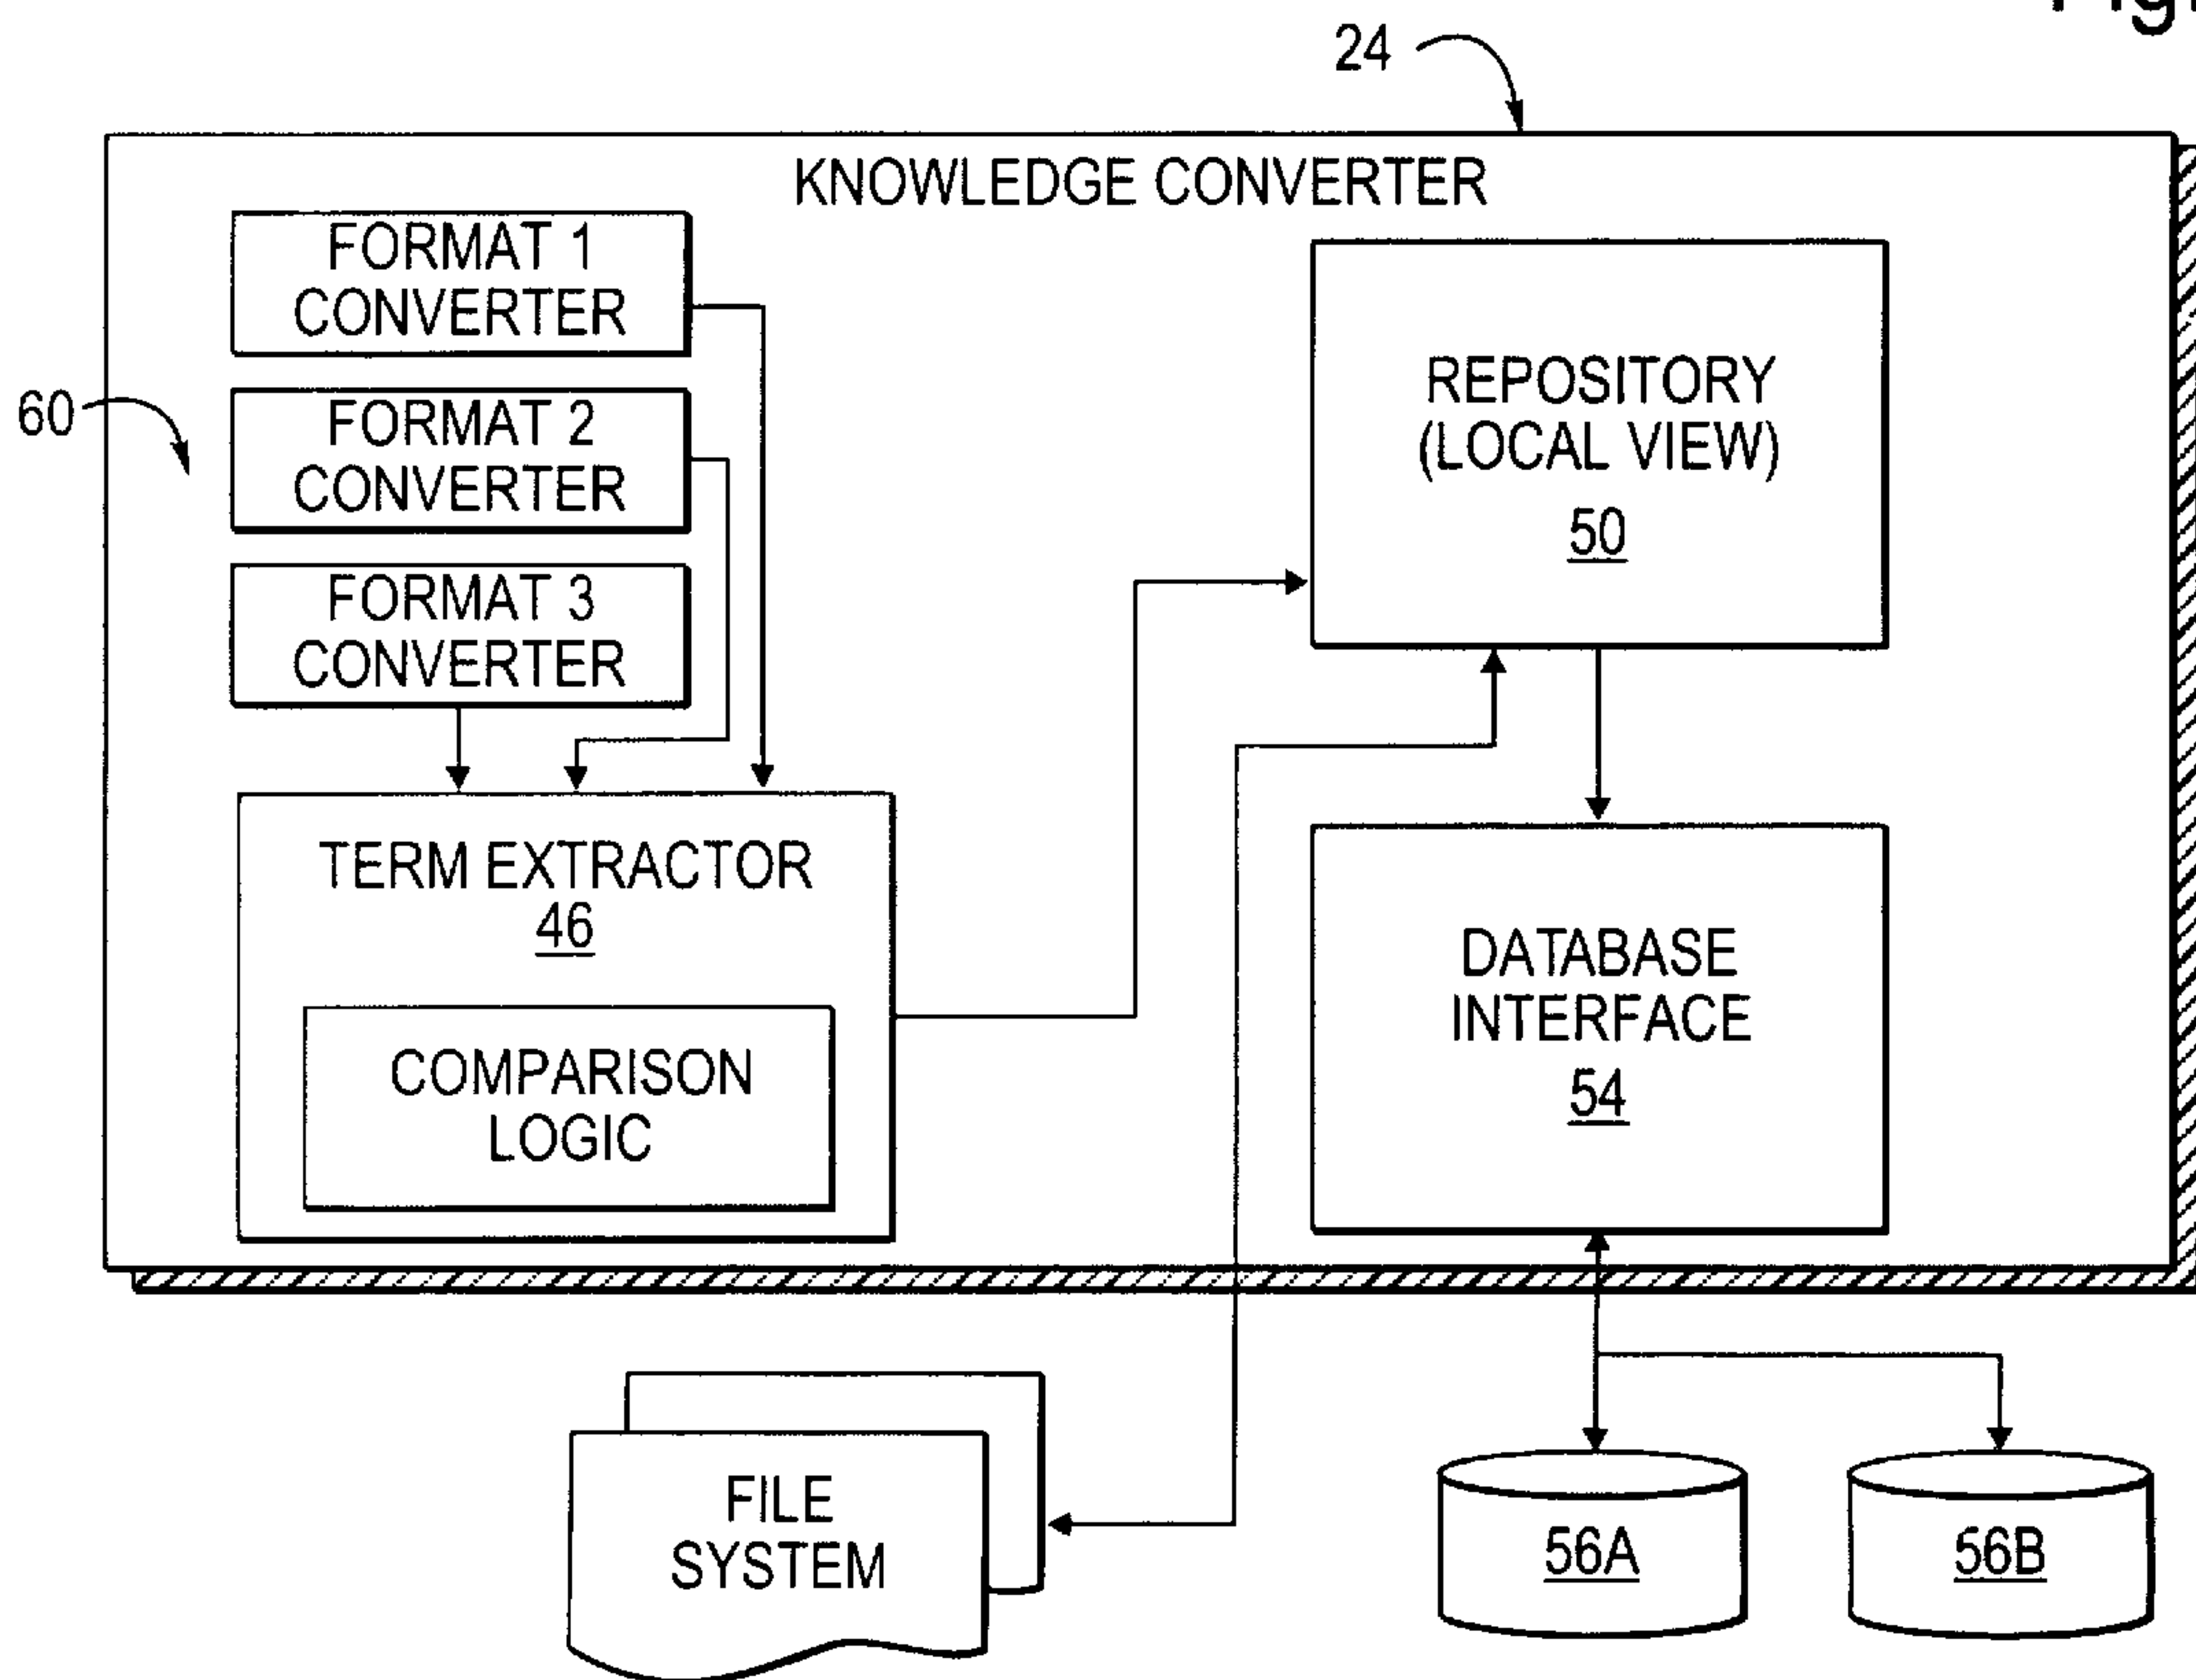 24
KNOWLEDGE CONVERTER
FORMAT 1
CONVERTER
60
FORMAT 2
CONVERTER
FORMAT 3
CONVERTER
REPOSITORY
(LOCAL VIEW)
50
TERM EXTRACTOR
46
COMPARISON
LOGIC
DATABASE
INTERFACE
54
FILE
SYSTEM
56A
56B